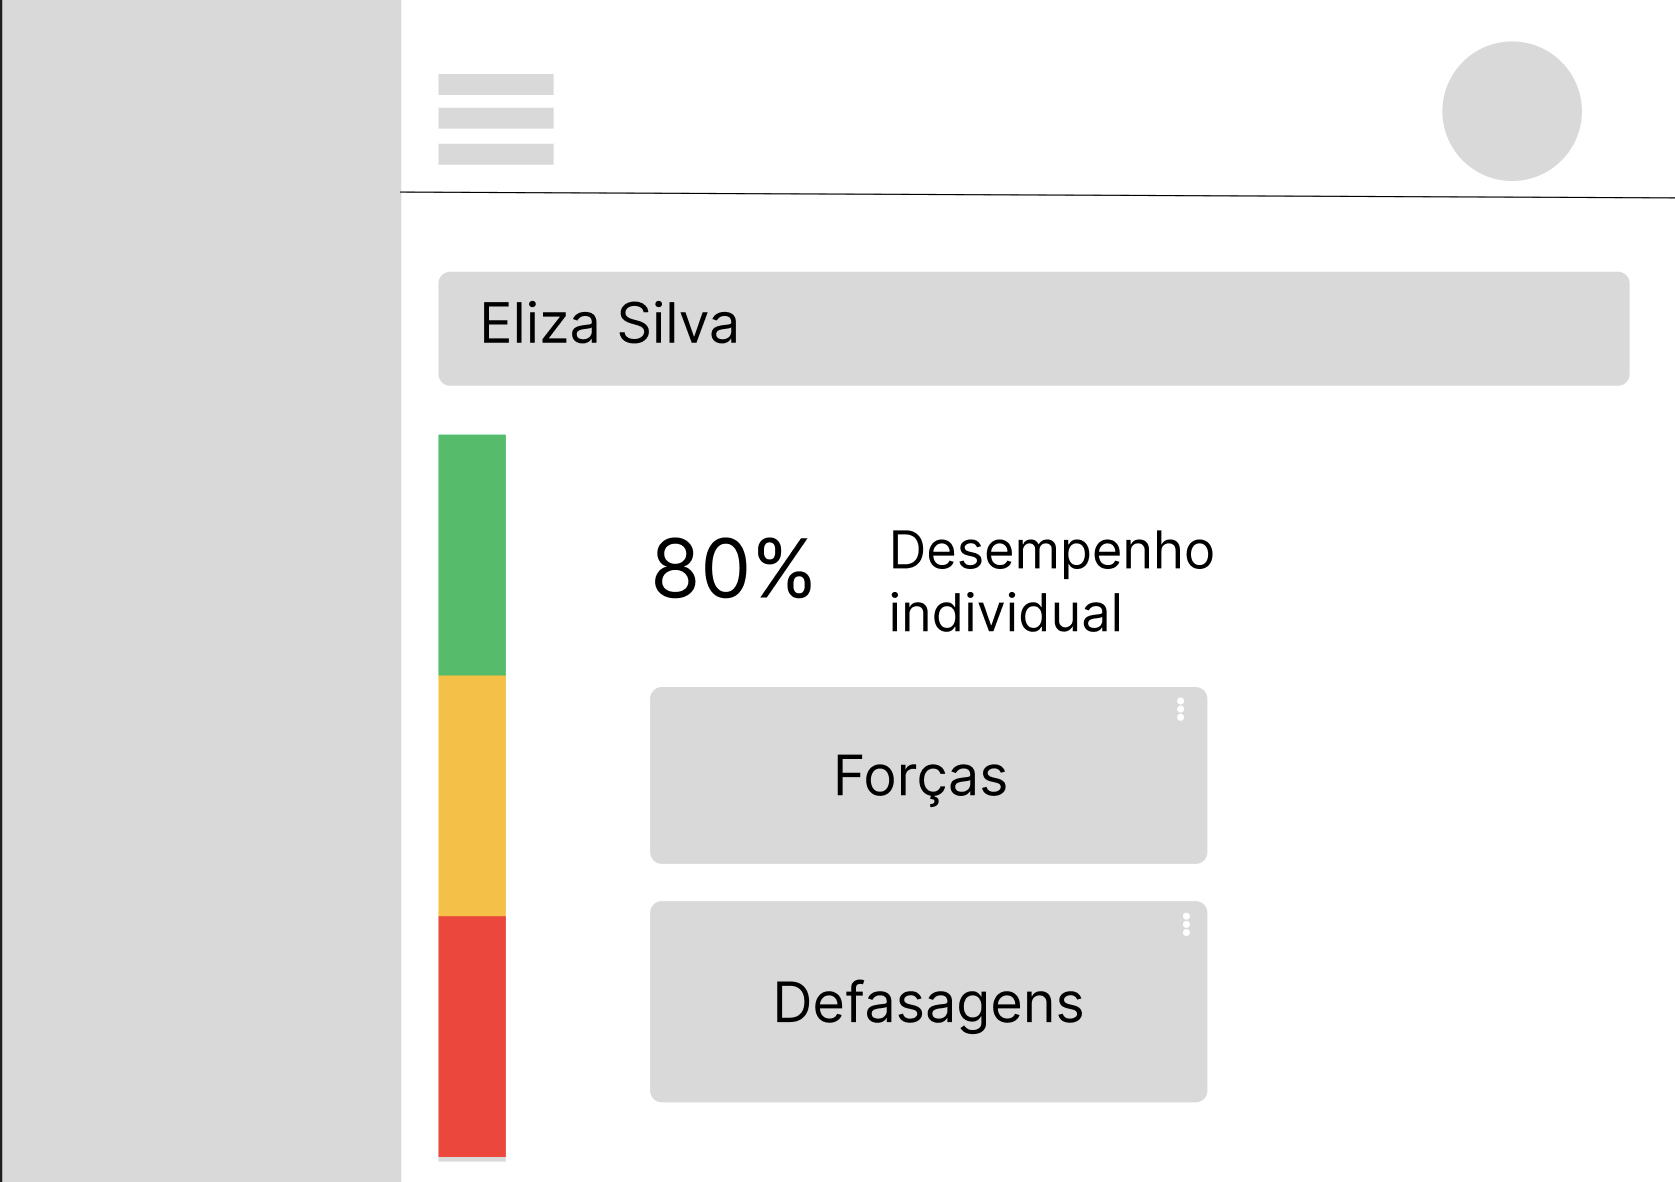 Eliza Silva
80%
Desempenho
individual
Forças
Defasagens